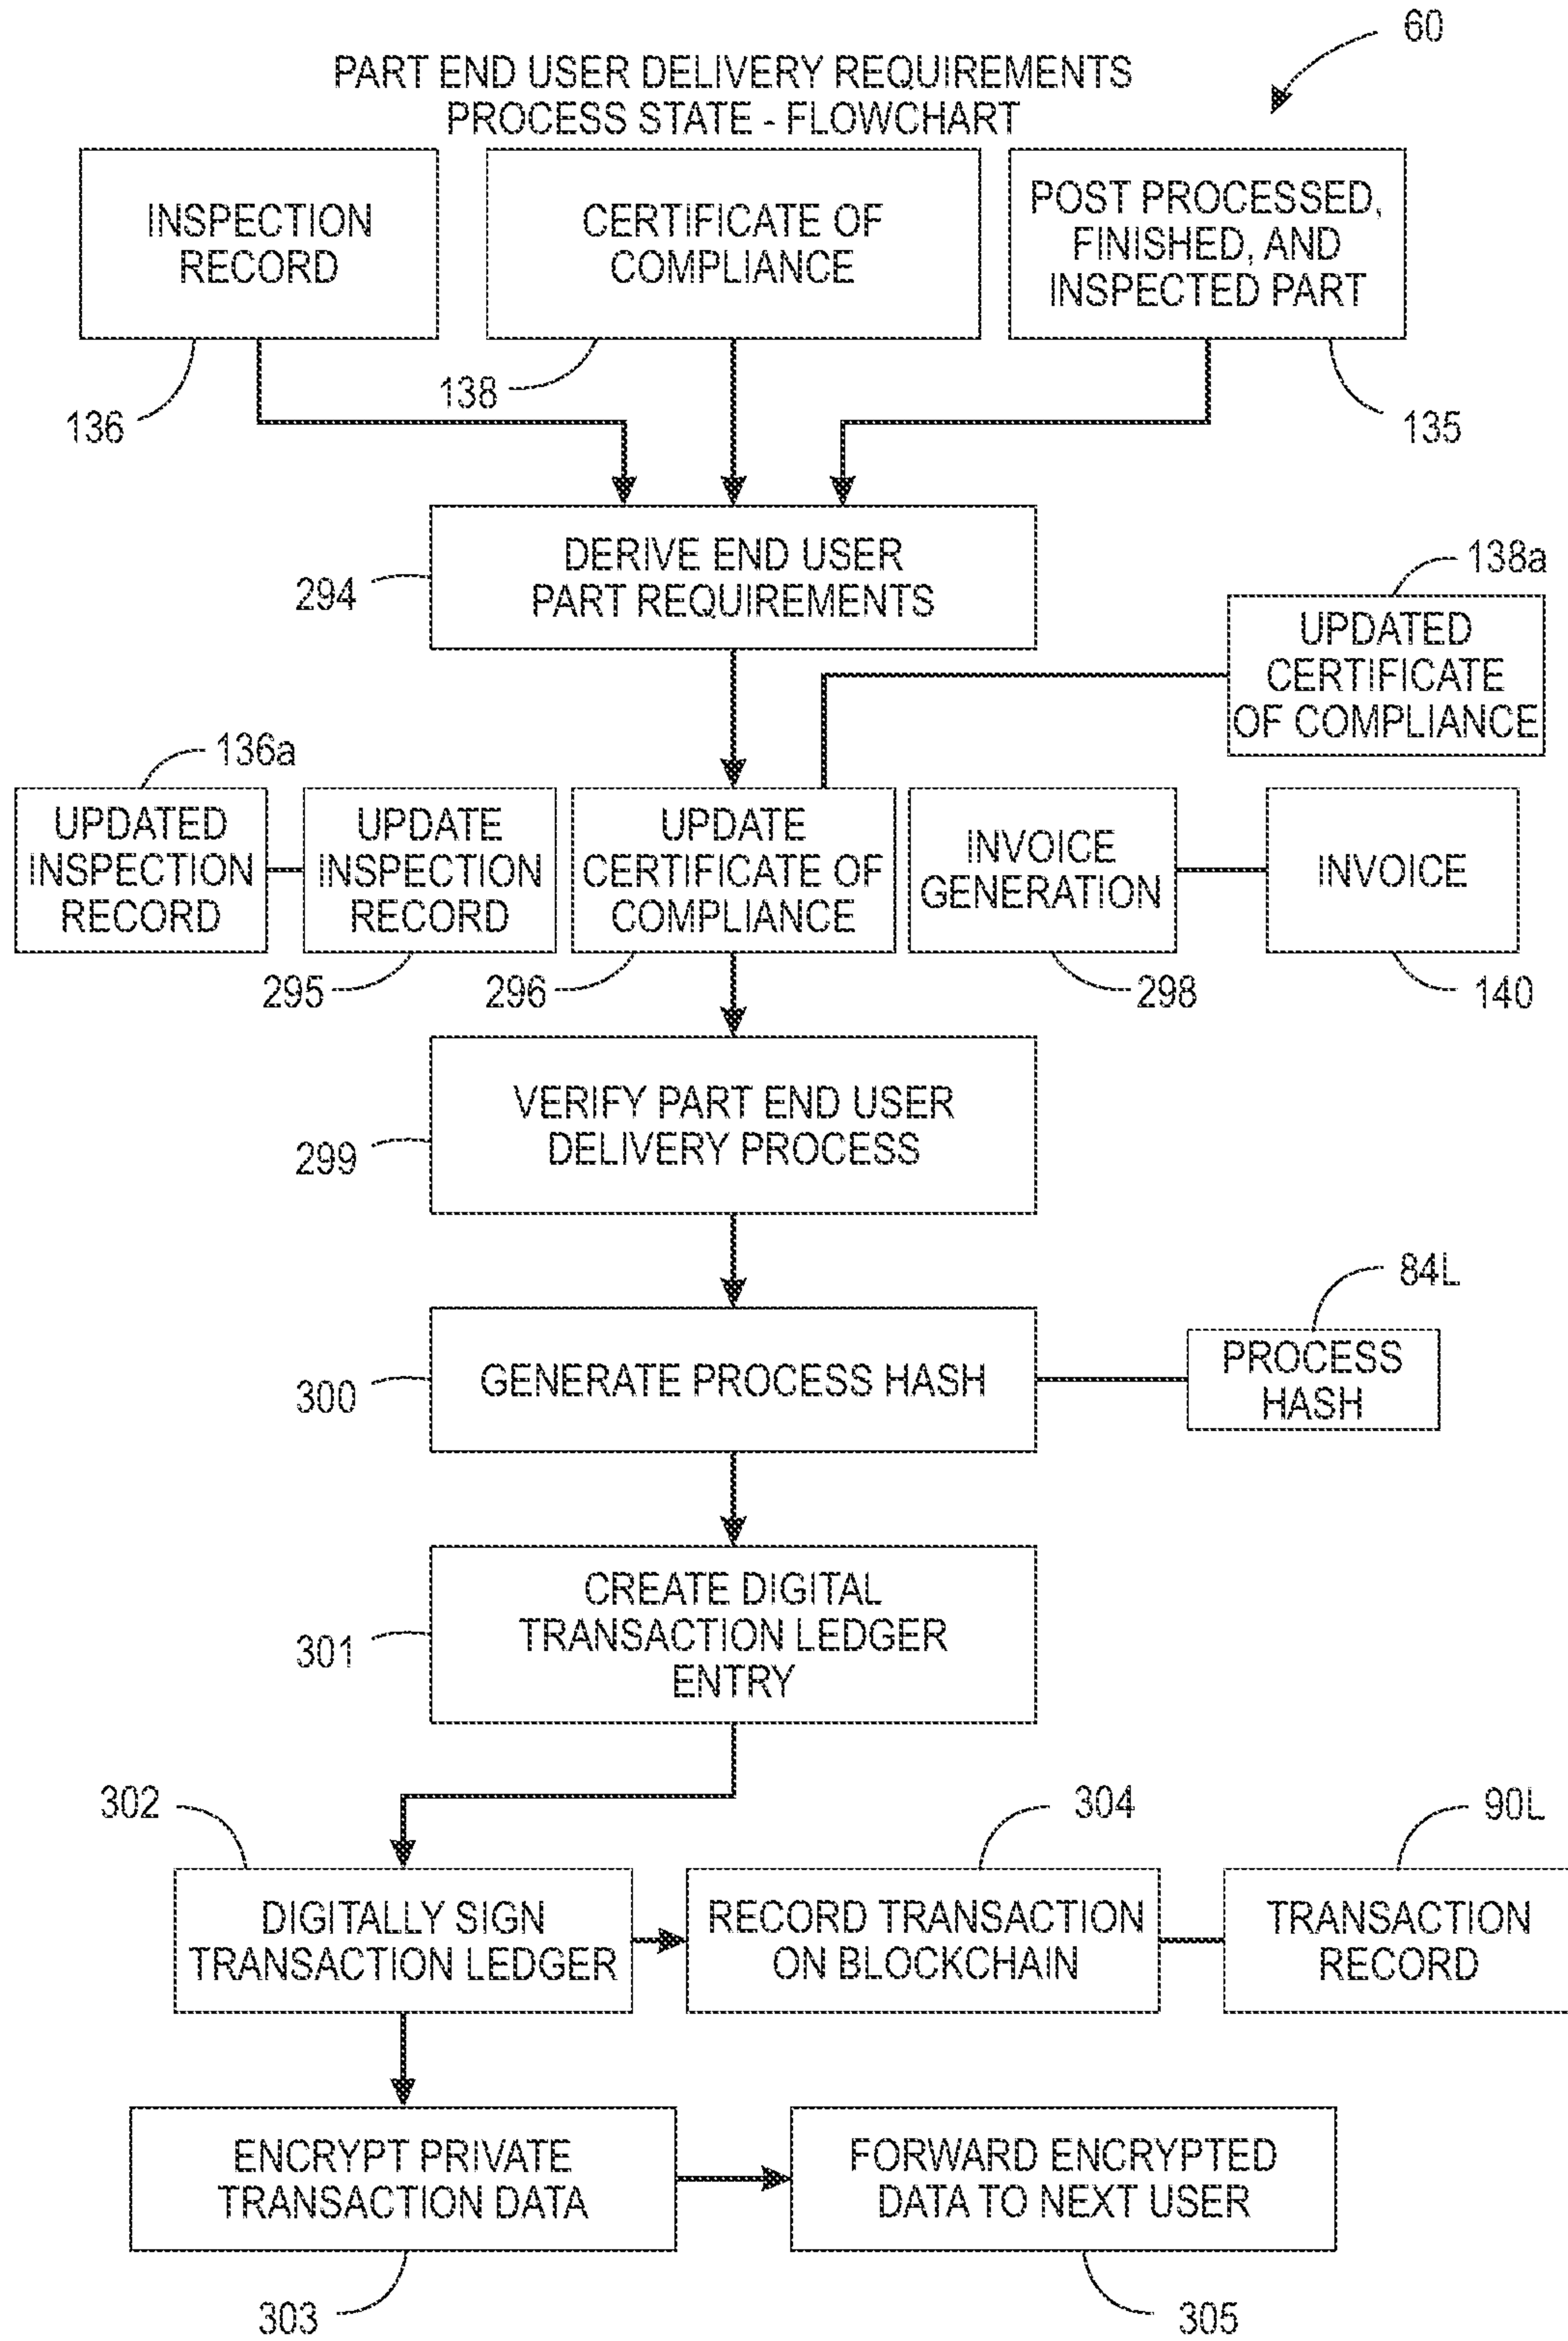 60
PART END USER DELIVERY REQUIREMENTS
PROCESS STATE - FLOWCHART
INSPECTION
RECORD
CERTIFICATE OF
COMPLIANCE
POST PROCESSED,
FINISHED, AND
INSPECTED PART
136
138
135
DERIVE END USER
PART REQUIREMENTS
294
138a
UPDATED
CERTIFICATE
OF COMPLIANCE
136a
UPDATED
INSPECTION
RECORD
UPDATE
INSPECTION
RECORD
UPDATE
CERTIFICATE OF
COMPLIANCE
INVOICE
GENERATION
INVOICE
295
296
298
140
VERIFY PART END USER
DELIVERY PROCESS
299
84L
GENERATE PROCESS HASH
300
PROCESS
HASH
CREATE DIGITAL
TRANSACTION LEDGER
ENTRY
301
302
304
90L
DIGITALLY SIGN
TRANSACTION LEDGER
RECORD TRANSACTION
ON BLOCKCHAIN
TRANSACTION
RECORD
ENCRYPT PRIVATE
TRANSACTION DATA
FORWARD ENCRYPTED
DATA TO NEXT USER
303
305